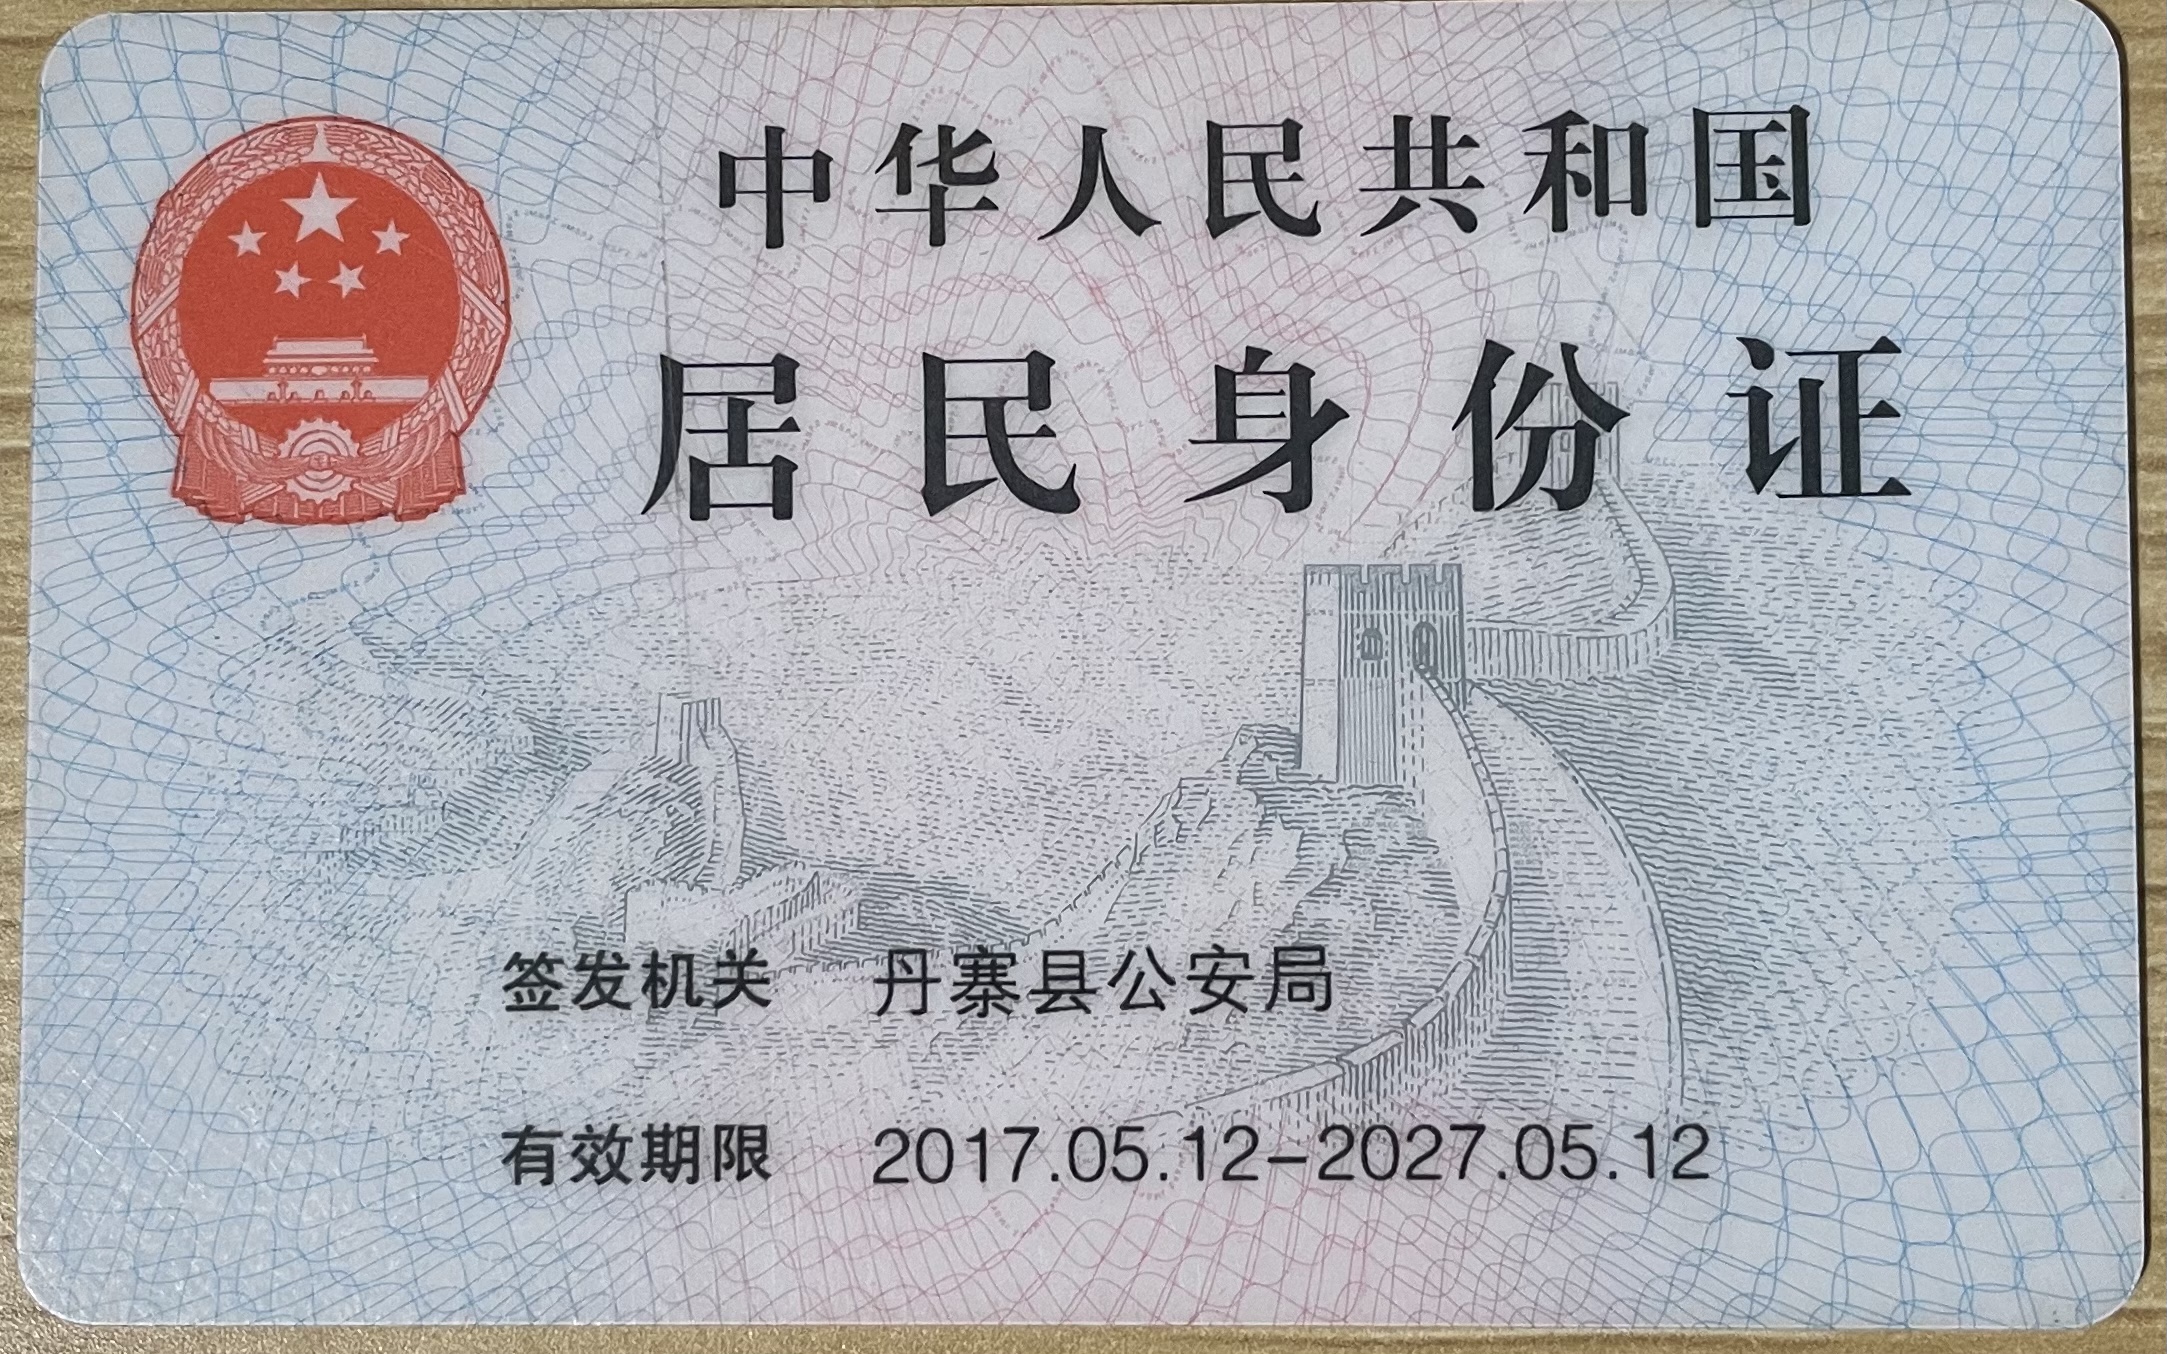 中华人民共和国
居民身份证
签发机关 丹寨县公安局
有效期限 2017.05.12-2027.05.12